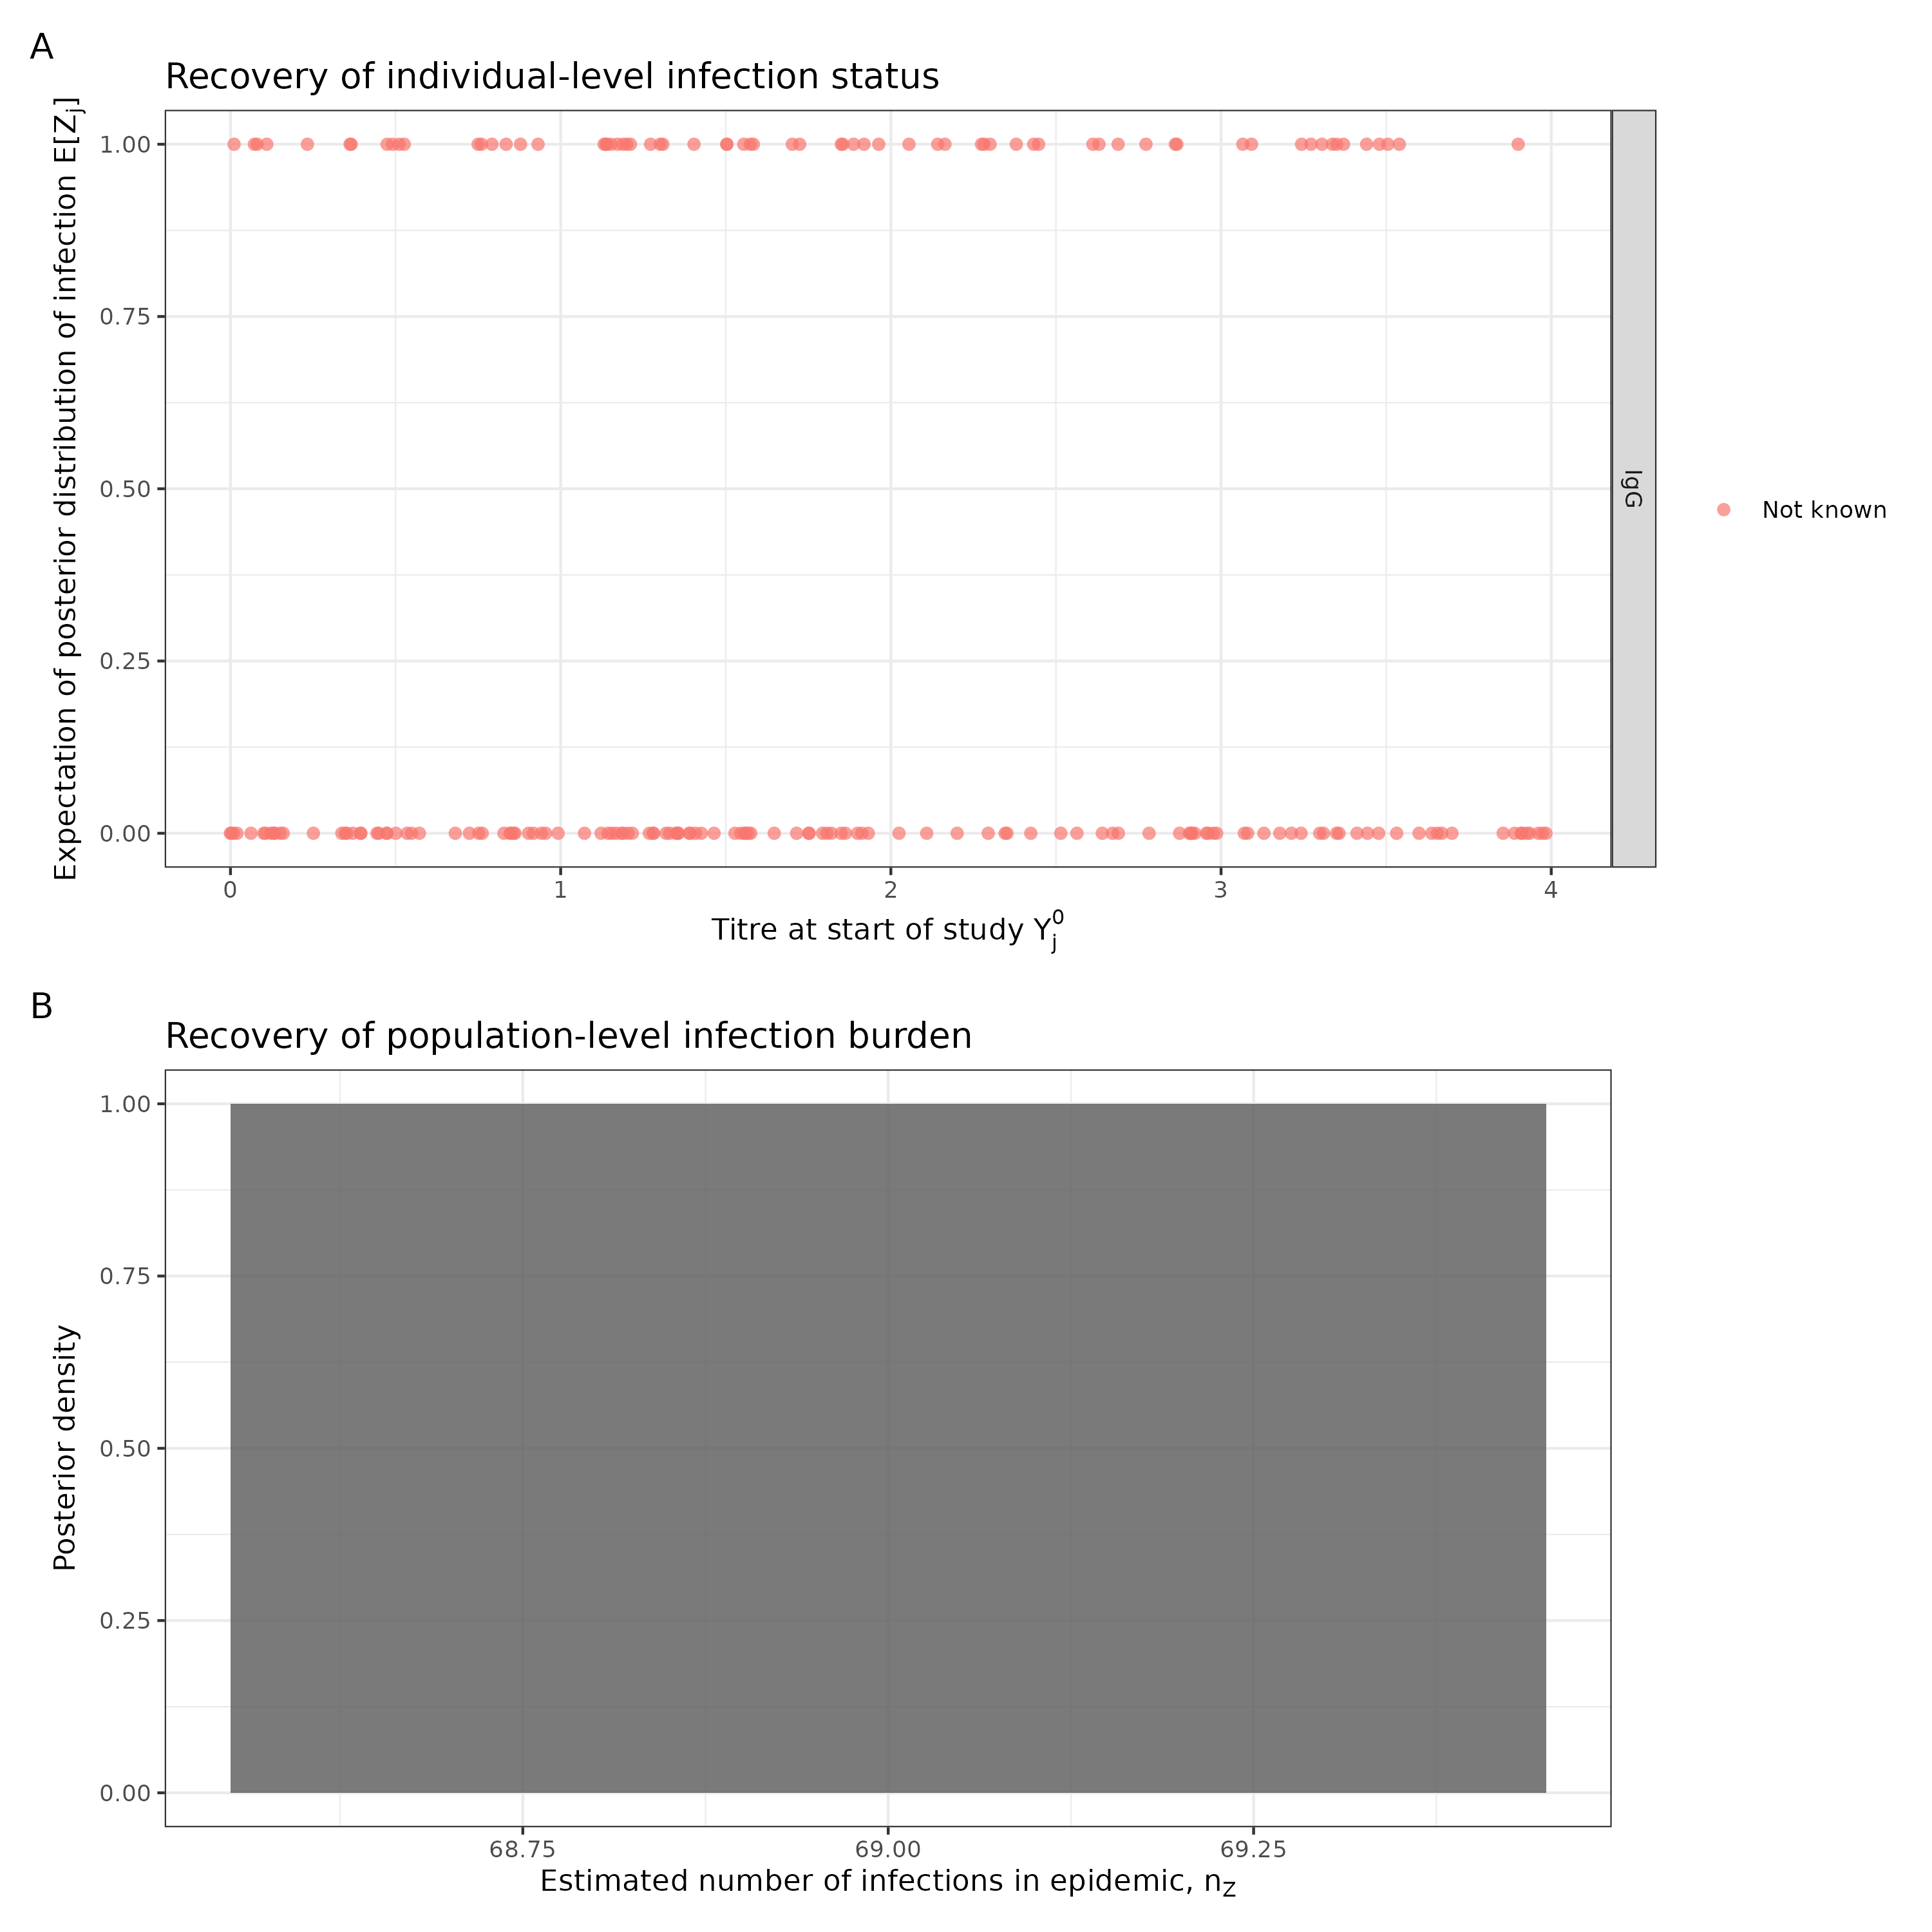 A
Recovery of individual-level infection status
Expectation of posterior distribution of infection E[Zj]
1.00
0.75
0.50
0.25
0.00
IgG
Not known
0 1 2 3 4
Titre at start of study Yj0
B
Recovery of population-level infection burden
Posterior density
1.00
0.75
0.50
0.25
0.00
68.75 69.00 69.25
Estimated number of infections in epidemic, nZ